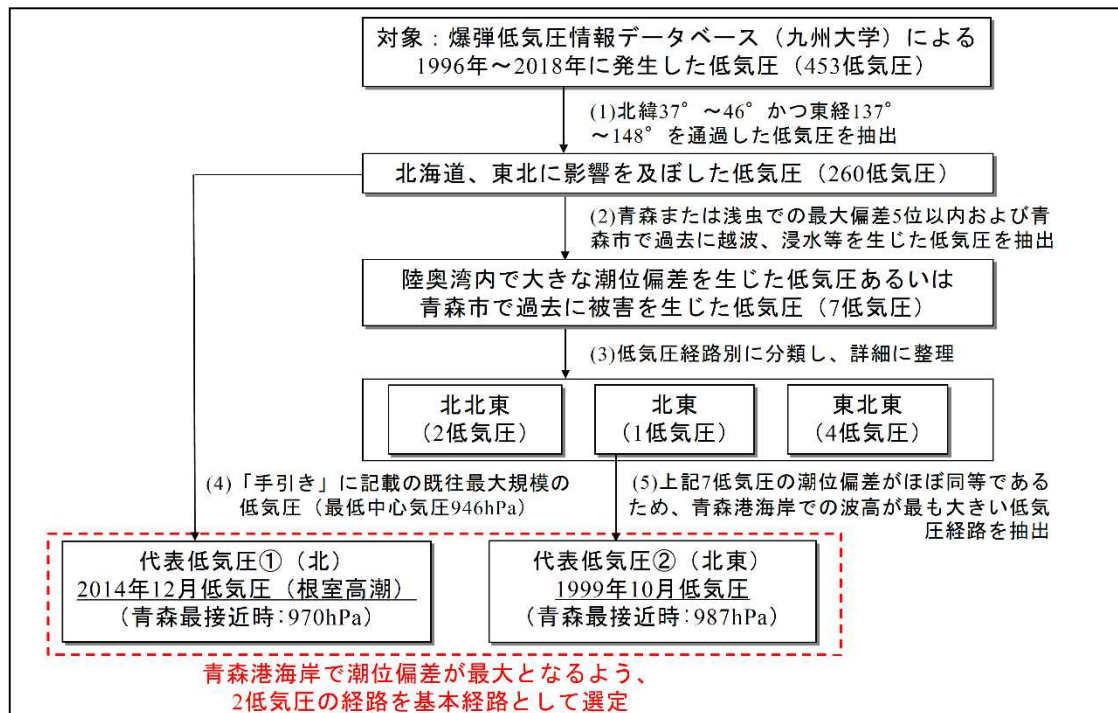 対象：爆弾低気圧情報データベース（九州大学）による
1996年～2018年に発生した低気圧（453低気圧）
(1)北緯37°～46°かつ東経137°
～148°を通過した低気圧を抽出
北海道、東北に影響を及ぼした低気圧（260低気圧）
(2)青森または浅虫での最大偏差5位以内および青
森市で過去に越波、浸水等を生じた低気圧を抽出
陸奥湾内で大きな潮位偏差を生じた低気圧あるいは
青森市で過去に被害を生じた低気圧（7低気圧）
(3)低気圧経路別に分類し、詳細に整理
北北東
（2低気圧）
北東
（1低気圧）
東北東
（4低気圧）
(4)「手引き」に記載の既往最大規模の
低気圧（最低中心気圧946hPa）
(5)上記7低気圧の潮位偏差がほぼ同等である
ため、青森港海岸での波高が最も大きい低気
圧経路を抽出
代表低気圧①（北）
2014年12月低気圧（根室高潮）
（青森最接近時：970hPa）
代表低気圧②（北東）
1999年10月低気圧
（青森最接近時：987hPa）
青森港海岸で潮位偏差が最大となるよう、
2低気圧の経路を基本経路として選定